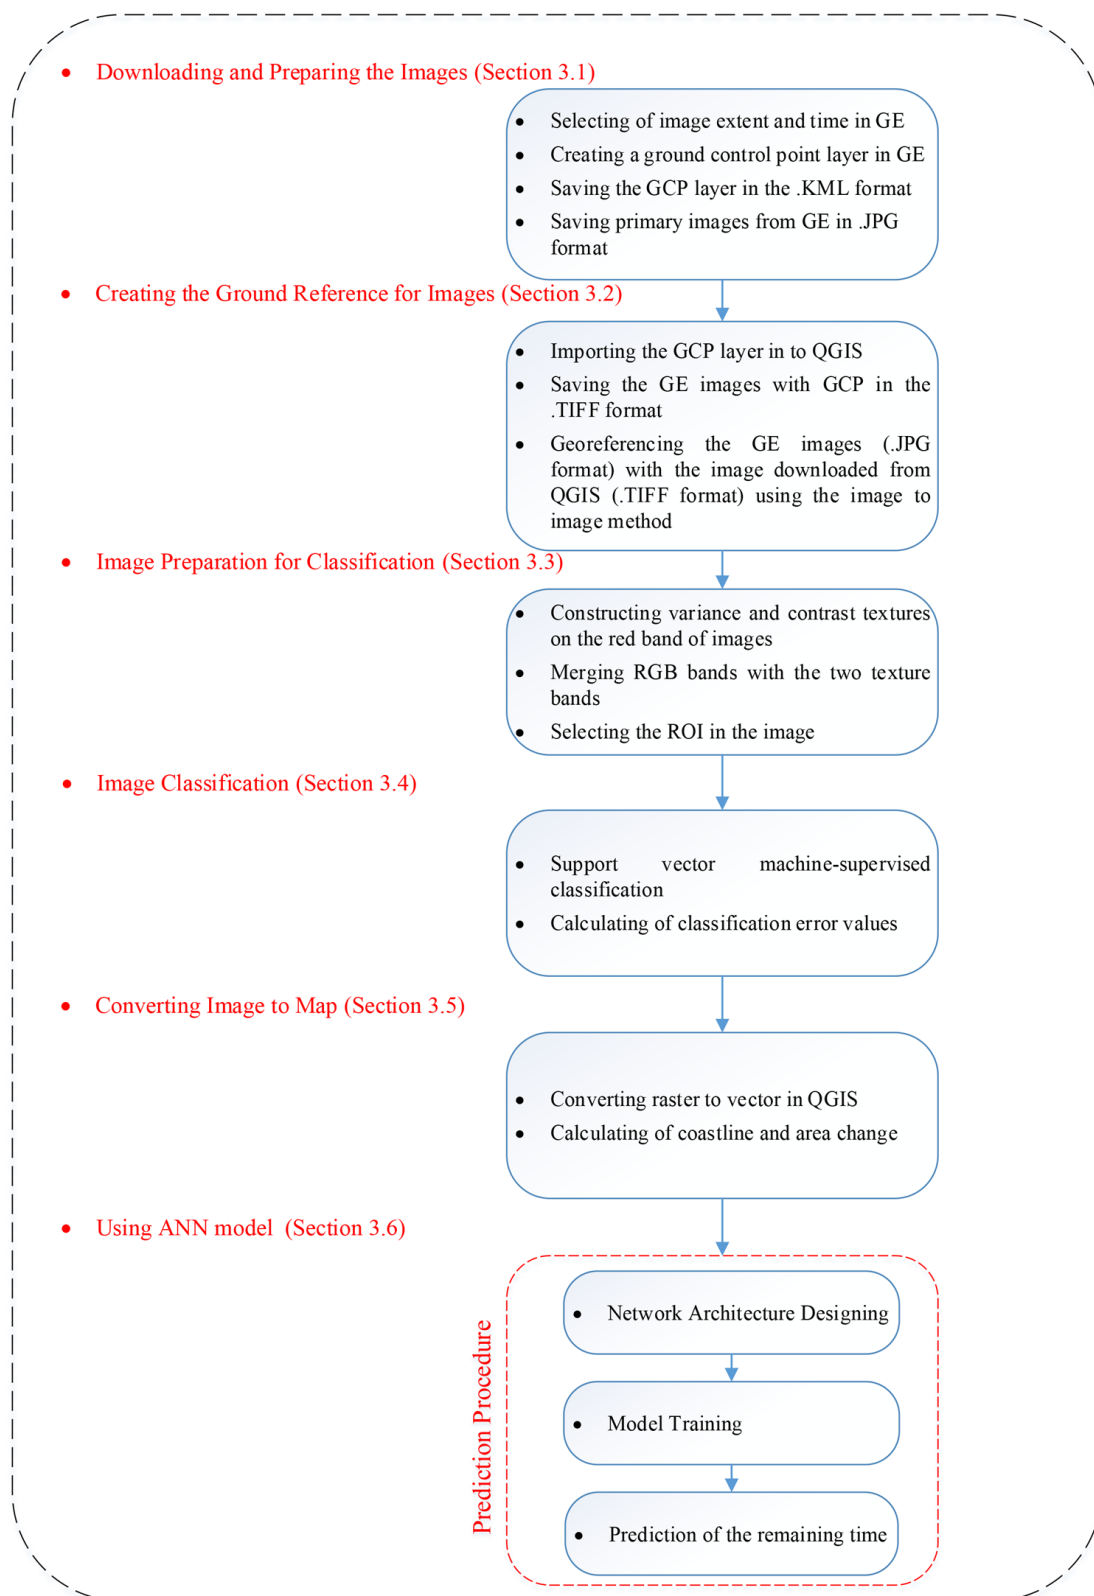 • Downloading and Preparing the Images (Section 3.1)
• Selecting of image extent and time in GE
• Creating a ground control point layer in GE
• Saving the GCP layer in the .KML format
• Saving primary images from GE in .JPG
format
• Creating the Ground Reference for Images (Section 3.2)
• Importing the GCP layer in to QGIS
• Saving the GE images with GCP in the
.TIFF format
• Georeferencing the GE images (.JPG
format) with the image downloaded from
QGIS (.TIFF format) using the image to
image method
• Image Preparation for Classification (Section 3.3)
• Constructing variance and contrast textures
on the red band of images
• Merging RGB bands with the two texture
bands
• Selecting the ROI in the image
• Image Classification (Section 3.4)
• Support vector machine-supervised
classification
• Calculating of classification error values
• Converting Image to Map (Section 3.5)
• Converting raster to vector in QGIS
• Calculating of coastline and area change
• Using ANN model (Section 3.6)
Prediction Procedure
• Network Architecture Designing
• Model Training
• Prediction of the remaining time